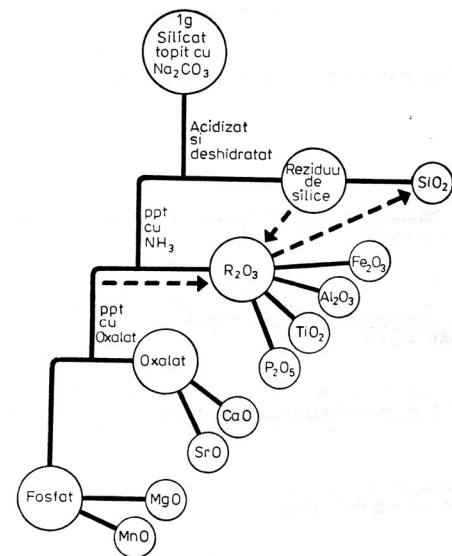 1g
Silicat
topit cu
Na₂CO₃
Acidizat
si
deshidratat
Reziduu
de
silice
SiO₂
ppt
cu
NH₃
R₂O₃
Fe₂O₃
Al₂O₃
TiO₂
P₂O₅
ppt
cu
Oxalat
Oxalat
CaO
SrO
Fosfat
MgO
MnO